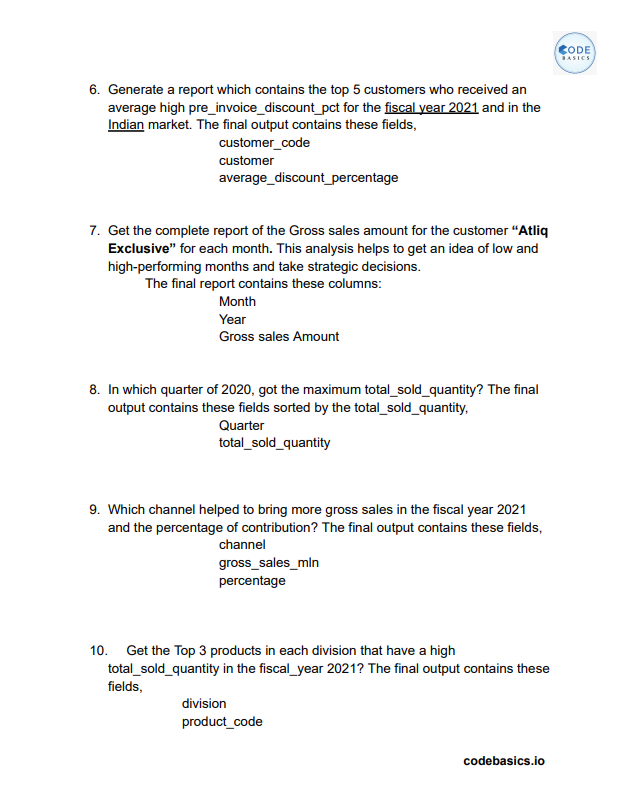 CODE
BASICS
6. Generate a report which contains the top 5 customers who received an
average high pre_invoice_discount_pct for the fiscal year 2021 and in the
Indian market. The final output contains these fields,
customer_code
customer
average_discount_percentage
7. Get the complete report of the Gross sales amount for the customer “Atliq
Exclusive” for each month. This analysis helps to get an idea of low and
high-performing months and take strategic decisions.
The final report contains these columns:
Month
Year
Gross sales Amount
8. In which quarter of 2020, got the maximum total_sold_quantity? The final
output contains these fields sorted by the total_sold_quantity,
Quarter
total_sold_quantity
9. Which channel helped to bring more gross sales in the fiscal year 2021
and the percentage of contribution? The final output contains these fields,
channel
gross_sales_mln
percentage
10. Get the Top 3 products in each division that have a high
total_sold_quantity in the fiscal_year 2021? The final output contains these
fields,
division
product_code
codebasics.io